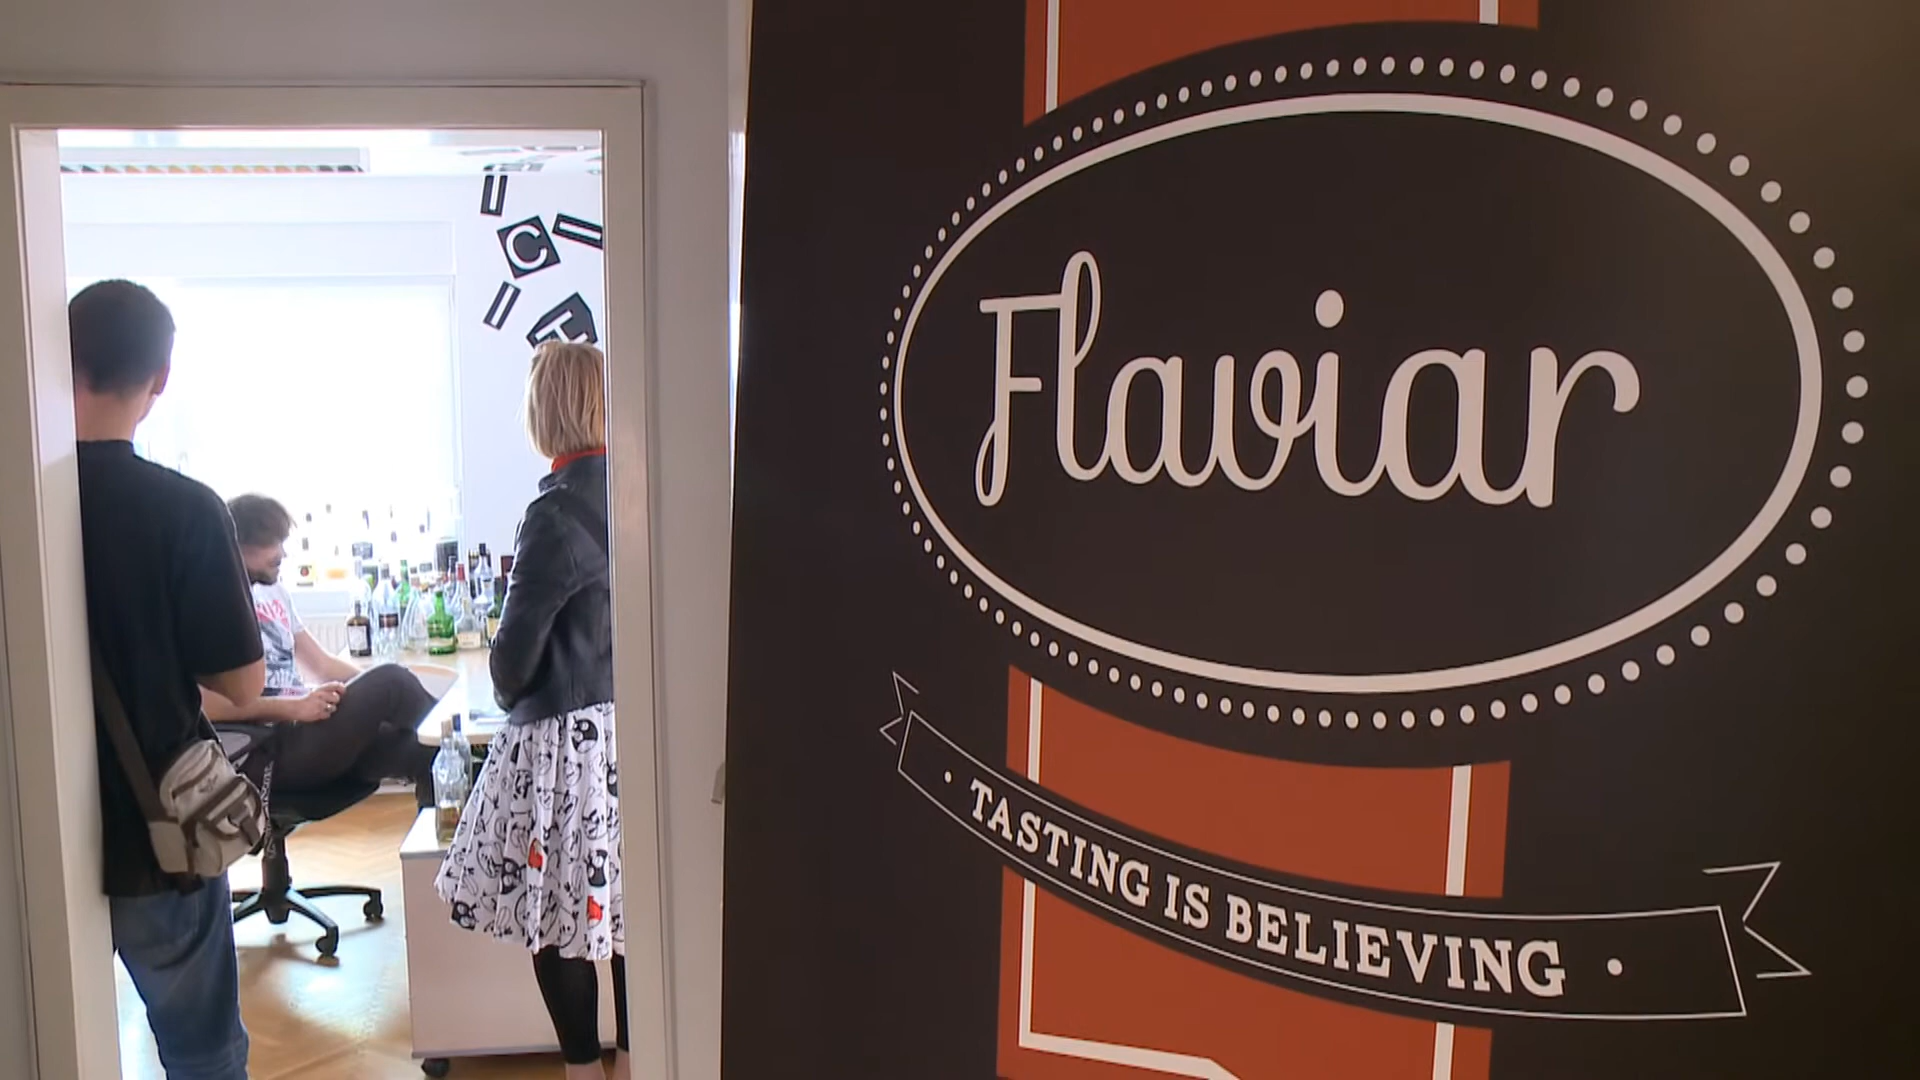 C
H
Flaviar
· TASTING IS BELIEVING ·